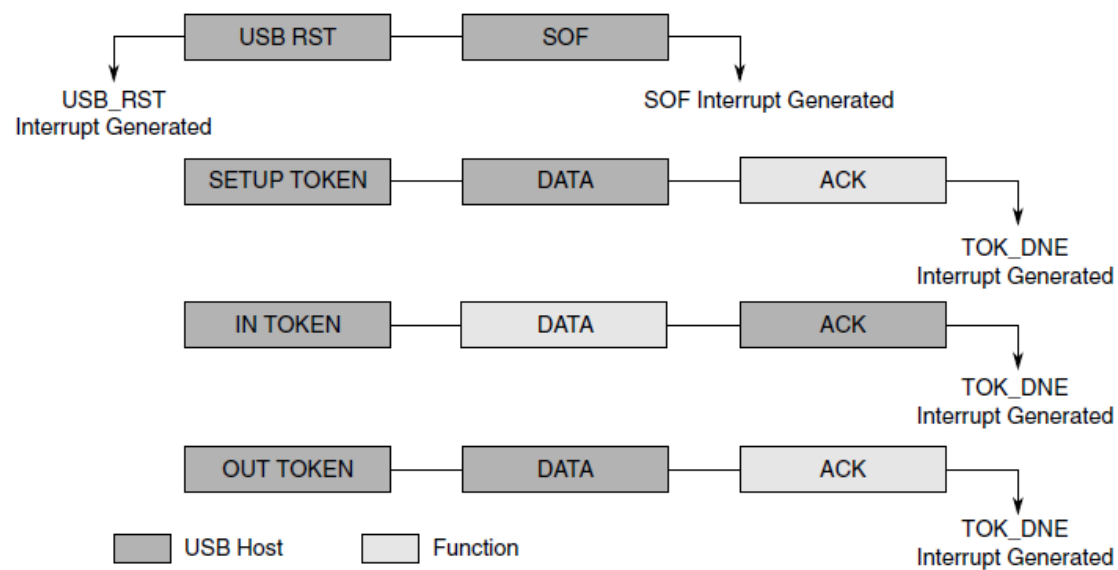 USB RST
SOF
USB_RST
Interrupt Generated
SOF Interrupt Generated
SETUP TOKEN
DATA
ACK
TOK_DNE
Interrupt Generated
IN TOKEN
DATA
ACK
TOK_DNE
Interrupt Generated
OUT TOKEN
DATA
ACK
TOK_DNE
Interrupt Generated
USB Host
Function